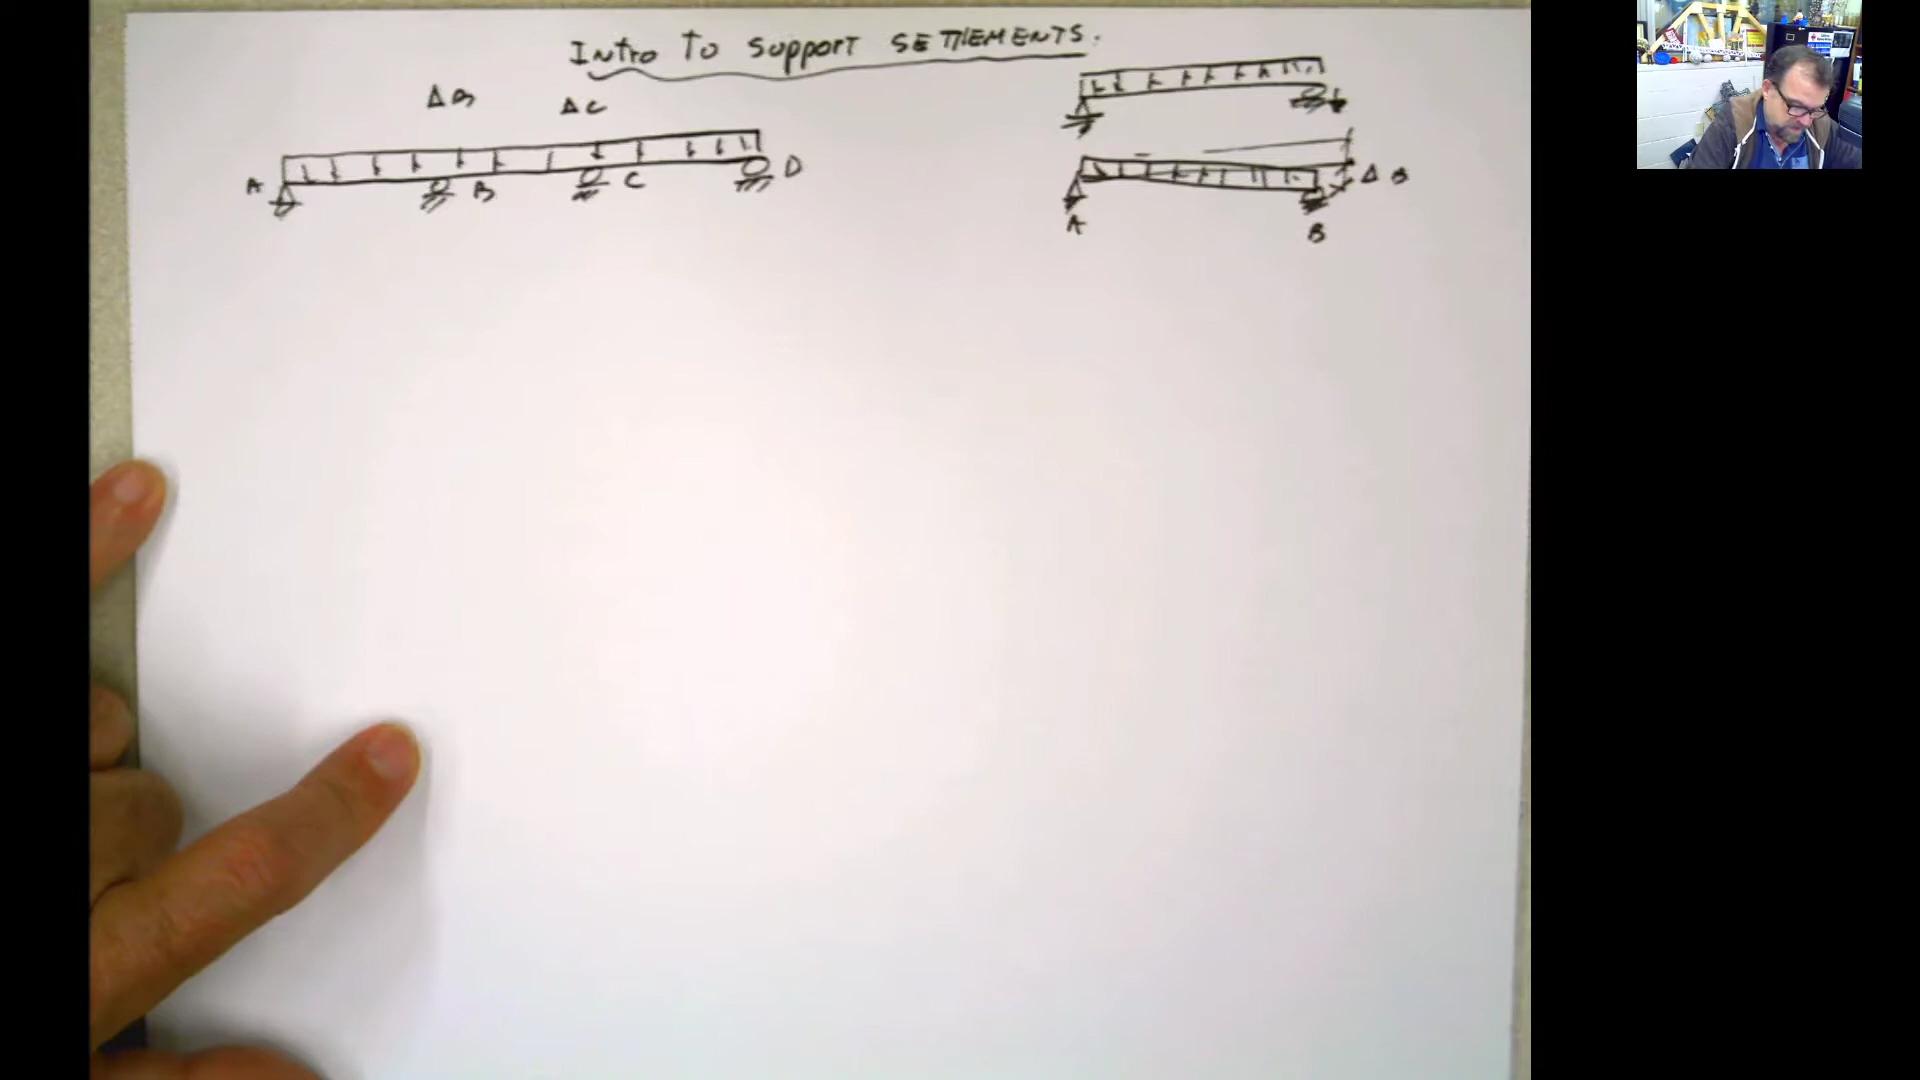 Intro To Support SETTLEMENTS.
ΔB ΔC
A B C D
ΔB
A B